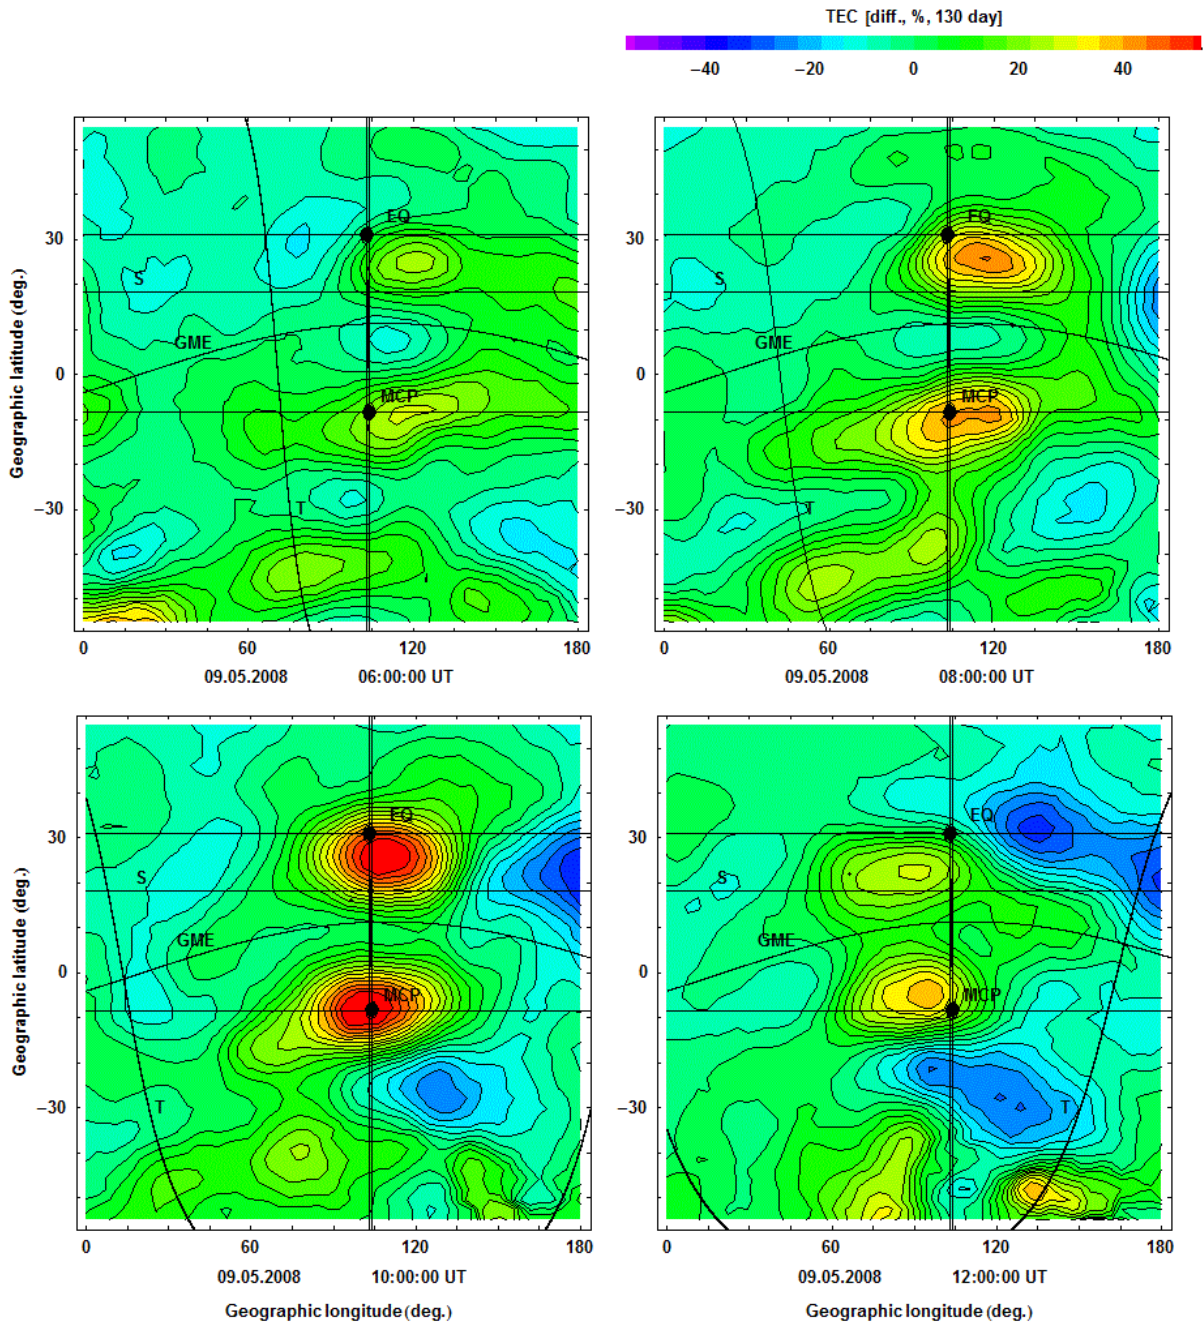 TEC [diff., %, 130 day]
−40 −20 0 20 40
EQ EQ
30 30
S S
GME GME
0 0
MCP MCP
−30 T −30 T
Geographic latitude (deg.)
0 60 120 180 0 60 120 180
09.05.2008 06:00:00 UT 09.05.2008 08:00:00 UT
EQ EQ
30 30
S S
GME GME
0 0
MCP MCP
−30 T −30 T
Geographic latitude (deg.)
0 60 120 180 0 60 120 180
09.05.2008 10:00:00 UT 09.05.2008 12:00:00 UT
Geographic longitude (deg.) Geographic longitude (deg.)